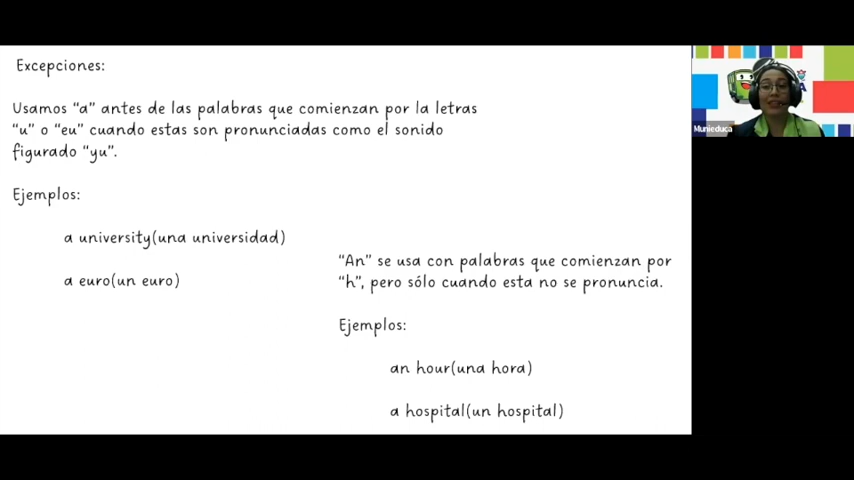 Excepciones:
Usamos "a" antes de las palabras que comienzan por la letras
"u" o "eu" cuando estas son pronunciadas como el sonido
figurado "yu".
Ejemplos:
a university(una universidad)
a euro(un euro)
"An" se usa con palabras que comienzan por
"h", pero sólo cuando esta no se pronuncia.
Ejemplos:
an hour(una hora)
a hospital(un hospital)
Munieduca